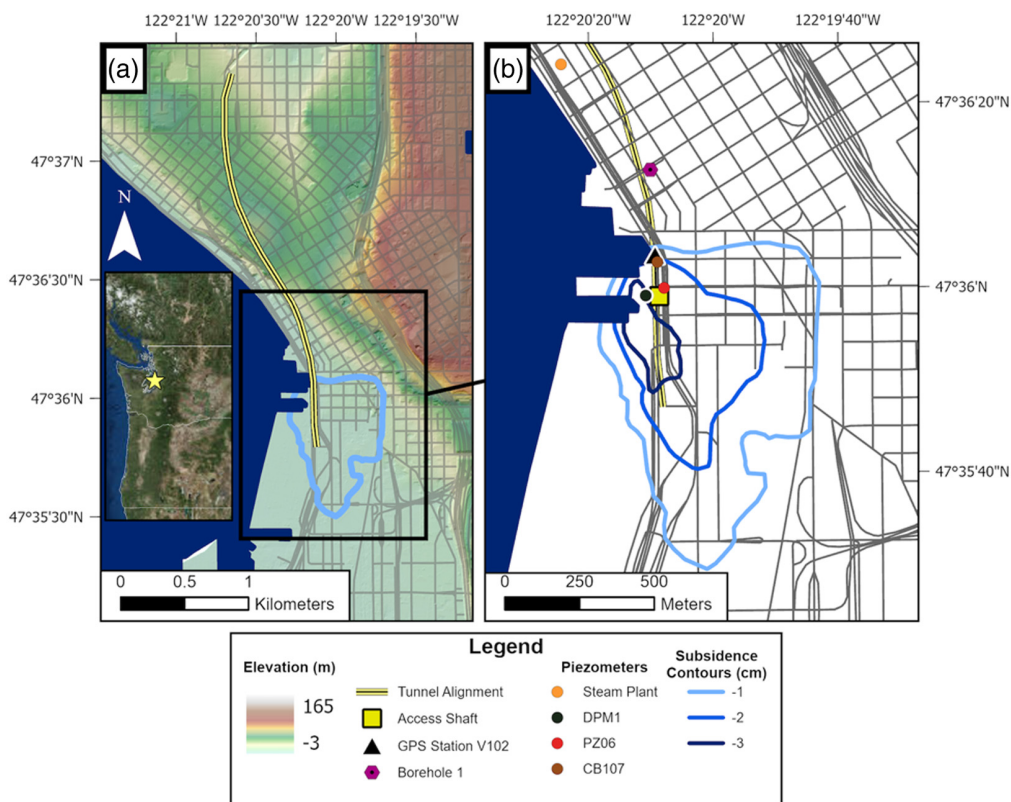 122°21'W 122°20'30"W 122°20'W 122°19'30"W
122°20'20"W 122°20'W 122°19'40"W
(a)
47°37'N
N
47°36'30"N
47°36'N
47°35'30"N
0 0.5 1
Kilometers
(b)
47°36'20"N
47°36'N
47°35'40"N
0 250 500
Meters
Legend
Elevation (m)
165
-3
Tunnel Alignment
Access Shaft
GPS Station V102
Borehole 1
Piezometers
Steam Plant
DPM1
PZ06
CB107
Subsidence
Contours (cm)
-1
-2
-3